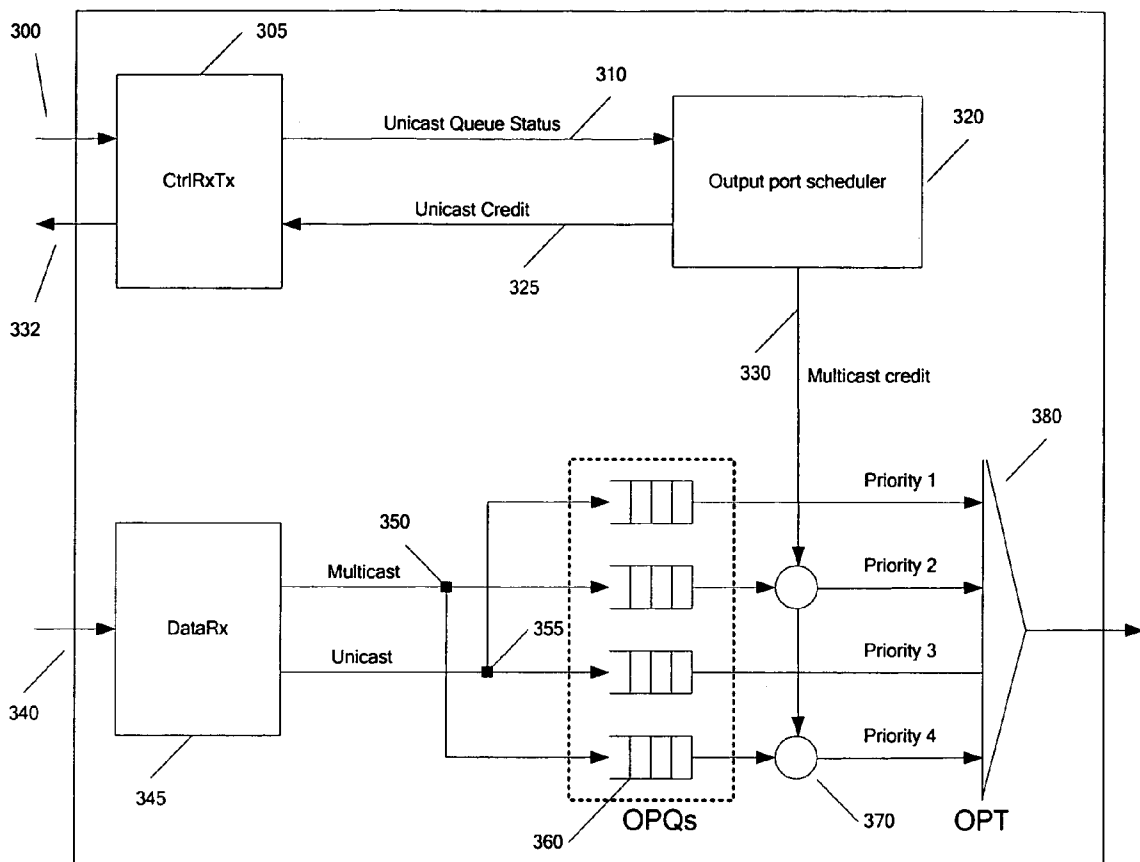 300
305
310
Unicast Queue Status
320
CtrlRxTx
Output port scheduler
Unicast Credit
325
332
330
Multicast credit
380
Priority 1
350
Multicast
Priority 2
DataRx
355
Unicast
Priority 3
340
Priority 4
345
360
OPQs
370
OPT